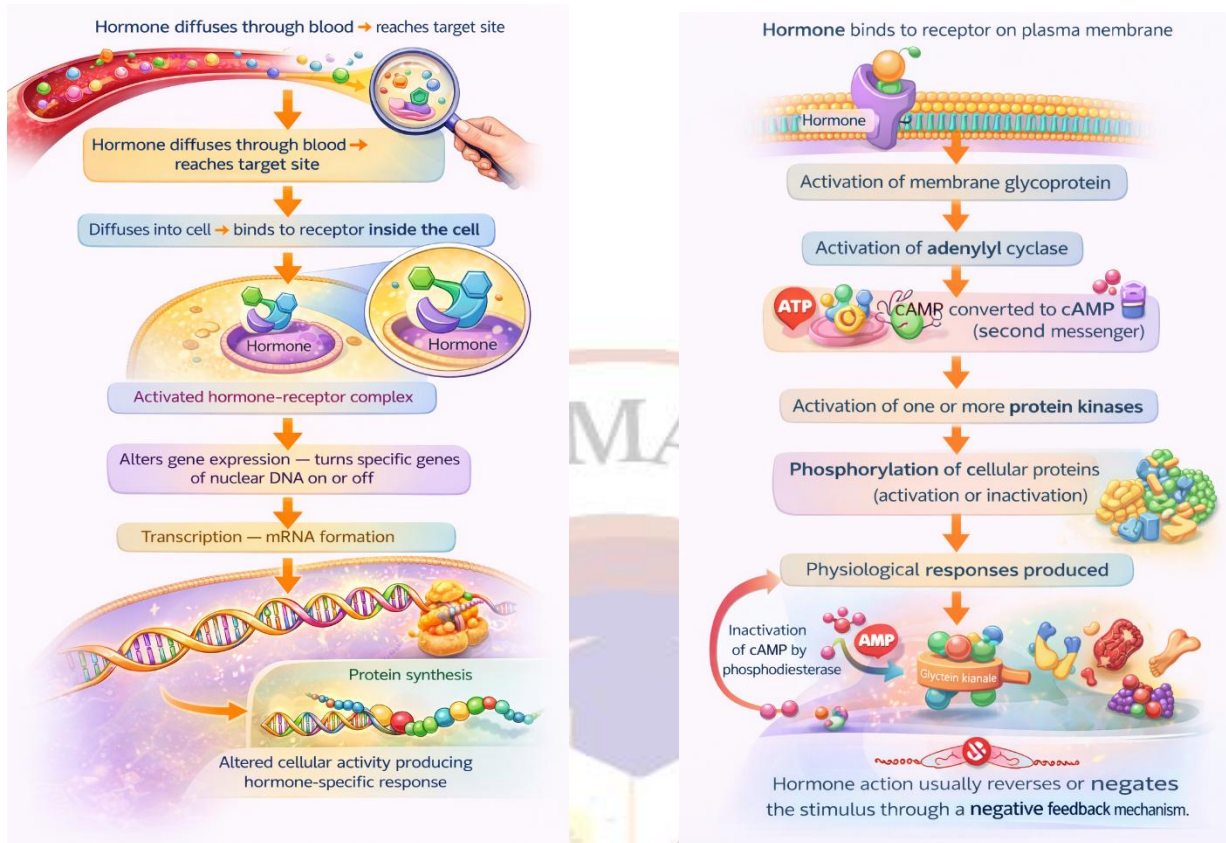 Hormone diffuses through blood → reaches target site
Hormone diffuses through blood →
reaches target site
Diffuses into cell → binds to receptor inside the cell
Hormone
Hormone
Activated hormone-receptor complex
Alters gene expression — turns specific genes
of nuclear DNA on or off
Transcription — mRNA formation
Protein synthesis
Altered cellular activity producing
hormone-specific response
MA
Hormone binds to receptor on plasma membrane
Hormone
Activation of membrane glycoprotein
Activation of adenylyl cyclase
ATP
cAMP converted to cAMP
(second messenger)
Activation of one or more protein kinases
Phosphorylation of cellular proteins
(activation or inactivation)
Physiological responses produced
Inactivation
of cAMP by
phosphodiesterase
AMP
Glyctein kianale
Hormone action usually reverses or negates
the stimulus through a negative feedback mechanism.